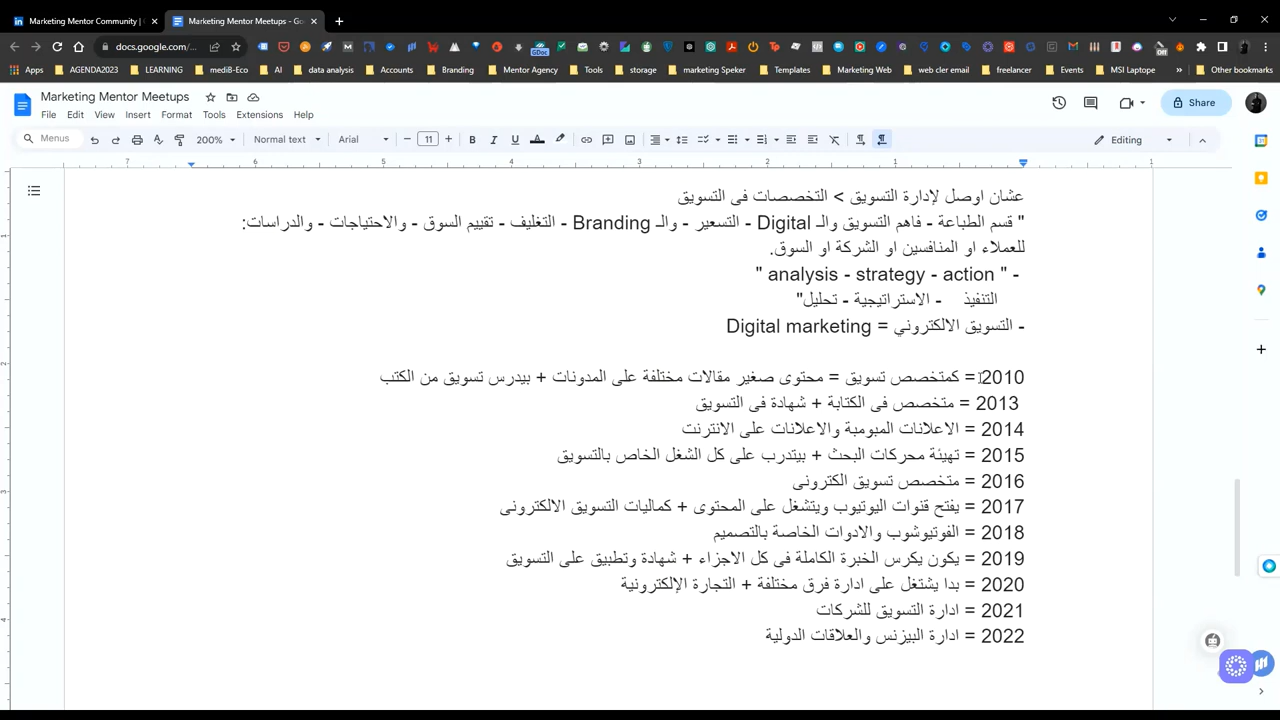 Marketing Mentor Community | (
Marketing Mentor Meetups - Goo
docs.google.com/...
Apps AGENDA2023 LEARNING mediB-Eco AI data analysis Accounts Branding Mentor Agency Tools storage marketing Speker Templates Marketing Web web cler email freelancer Events MSI Laptope » Other bookmarks
Marketing Mentor Meetups
File Edit View Insert Format Tools Extensions Help
Share
Menus 200% Normal text Arial 11 Editing
عشان اوصل لإدارة التسويق > التخصصات فى التسويق
" قسم الطباعة - فاهم التسويق والـ Digital - التسعير - والـ Branding - التغليف - تقييم السوق - والاحتياجات - والدراسات:
للعملاء او المنافسين او الشركة او السوق.
- " analysis - strategy - action "
التنفيذ - الاستراتيجية - تحليل"
- التسويق الالكتروني = Digital marketing
2010 = كمتخصص تسويق = محتوى صغير مقالات مختلفة على المدونات + بيدرس تسويق من الكتب
2013 = متخصص فى الكتابة + شهادة فى التسويق
2014 = الاعلانات المبومبة والاعلانات على الانترنت
2015 = تهيئة محركات البحث + بيتدرب على كل الشغل الخاص بالتسويق
2016 = متخصص تسويق الكترونى
2017 = يفتح قنوات اليوتيوب ويتشغل على المحتوى + كماليات التسويق الالكترونى
2018 = الفوتيوشوب والادوات الخاصة بالتصميم
2019 = يكون يكرس الخبرة الكاملة فى كل الاجزاء + شهادة وتطبيق على التسويق
2020 = بدا يشتغل على ادارة فرق مختلفة + التجارة الإلكترونية
2021 = ادارة التسويق للشركات
2022 = ادارة البيزنس والعلاقات الدولية